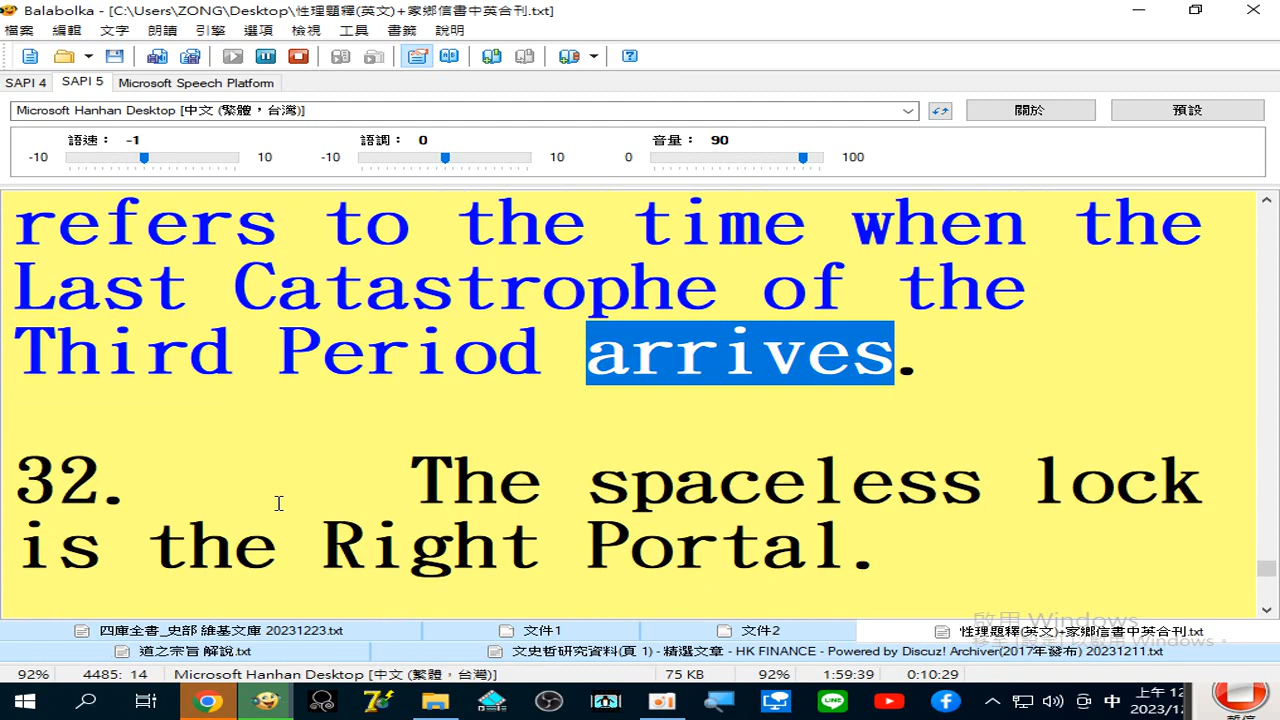 Balabolka - [C:\Users\ZONG\Desktop\性理題釋(英文)+家鄉信書中英合刊.txt]
檔案 編輯 文字 朗讀 引擎 選項 檢視 工具 書籤 說明
SAPI 4 SAPI 5 Microsoft Speech Platform
Microsoft Hanhan Desktop [中文 (繁體，台灣)] 關於 預設
語速： -1 語調： 0 音量： 90
-10 10 -10 10 0 100
refers to the time when the
Last Catastrophe of the
Third Period arrives.
32. The spaceless lock
is the Right Portal.
啟用 Windows
四庫全書_史部 維基文庫 20231223.txt 文件1 文件2 性理題釋(英文)+家鄉信書中英合刊.txt
道之宗旨 解說.txt 文史哲研究資料(頁 1) - 精選文章 - HK FINANCE - Powered by Discuz! Archiver(2017年發布) 20231211.txt
92% 4485: 14 Microsoft Hanhan Desktop [中文 (繁體，台灣)] 75 KB 92% 1:59:39 0:10:29
中 上午 12
2023/12